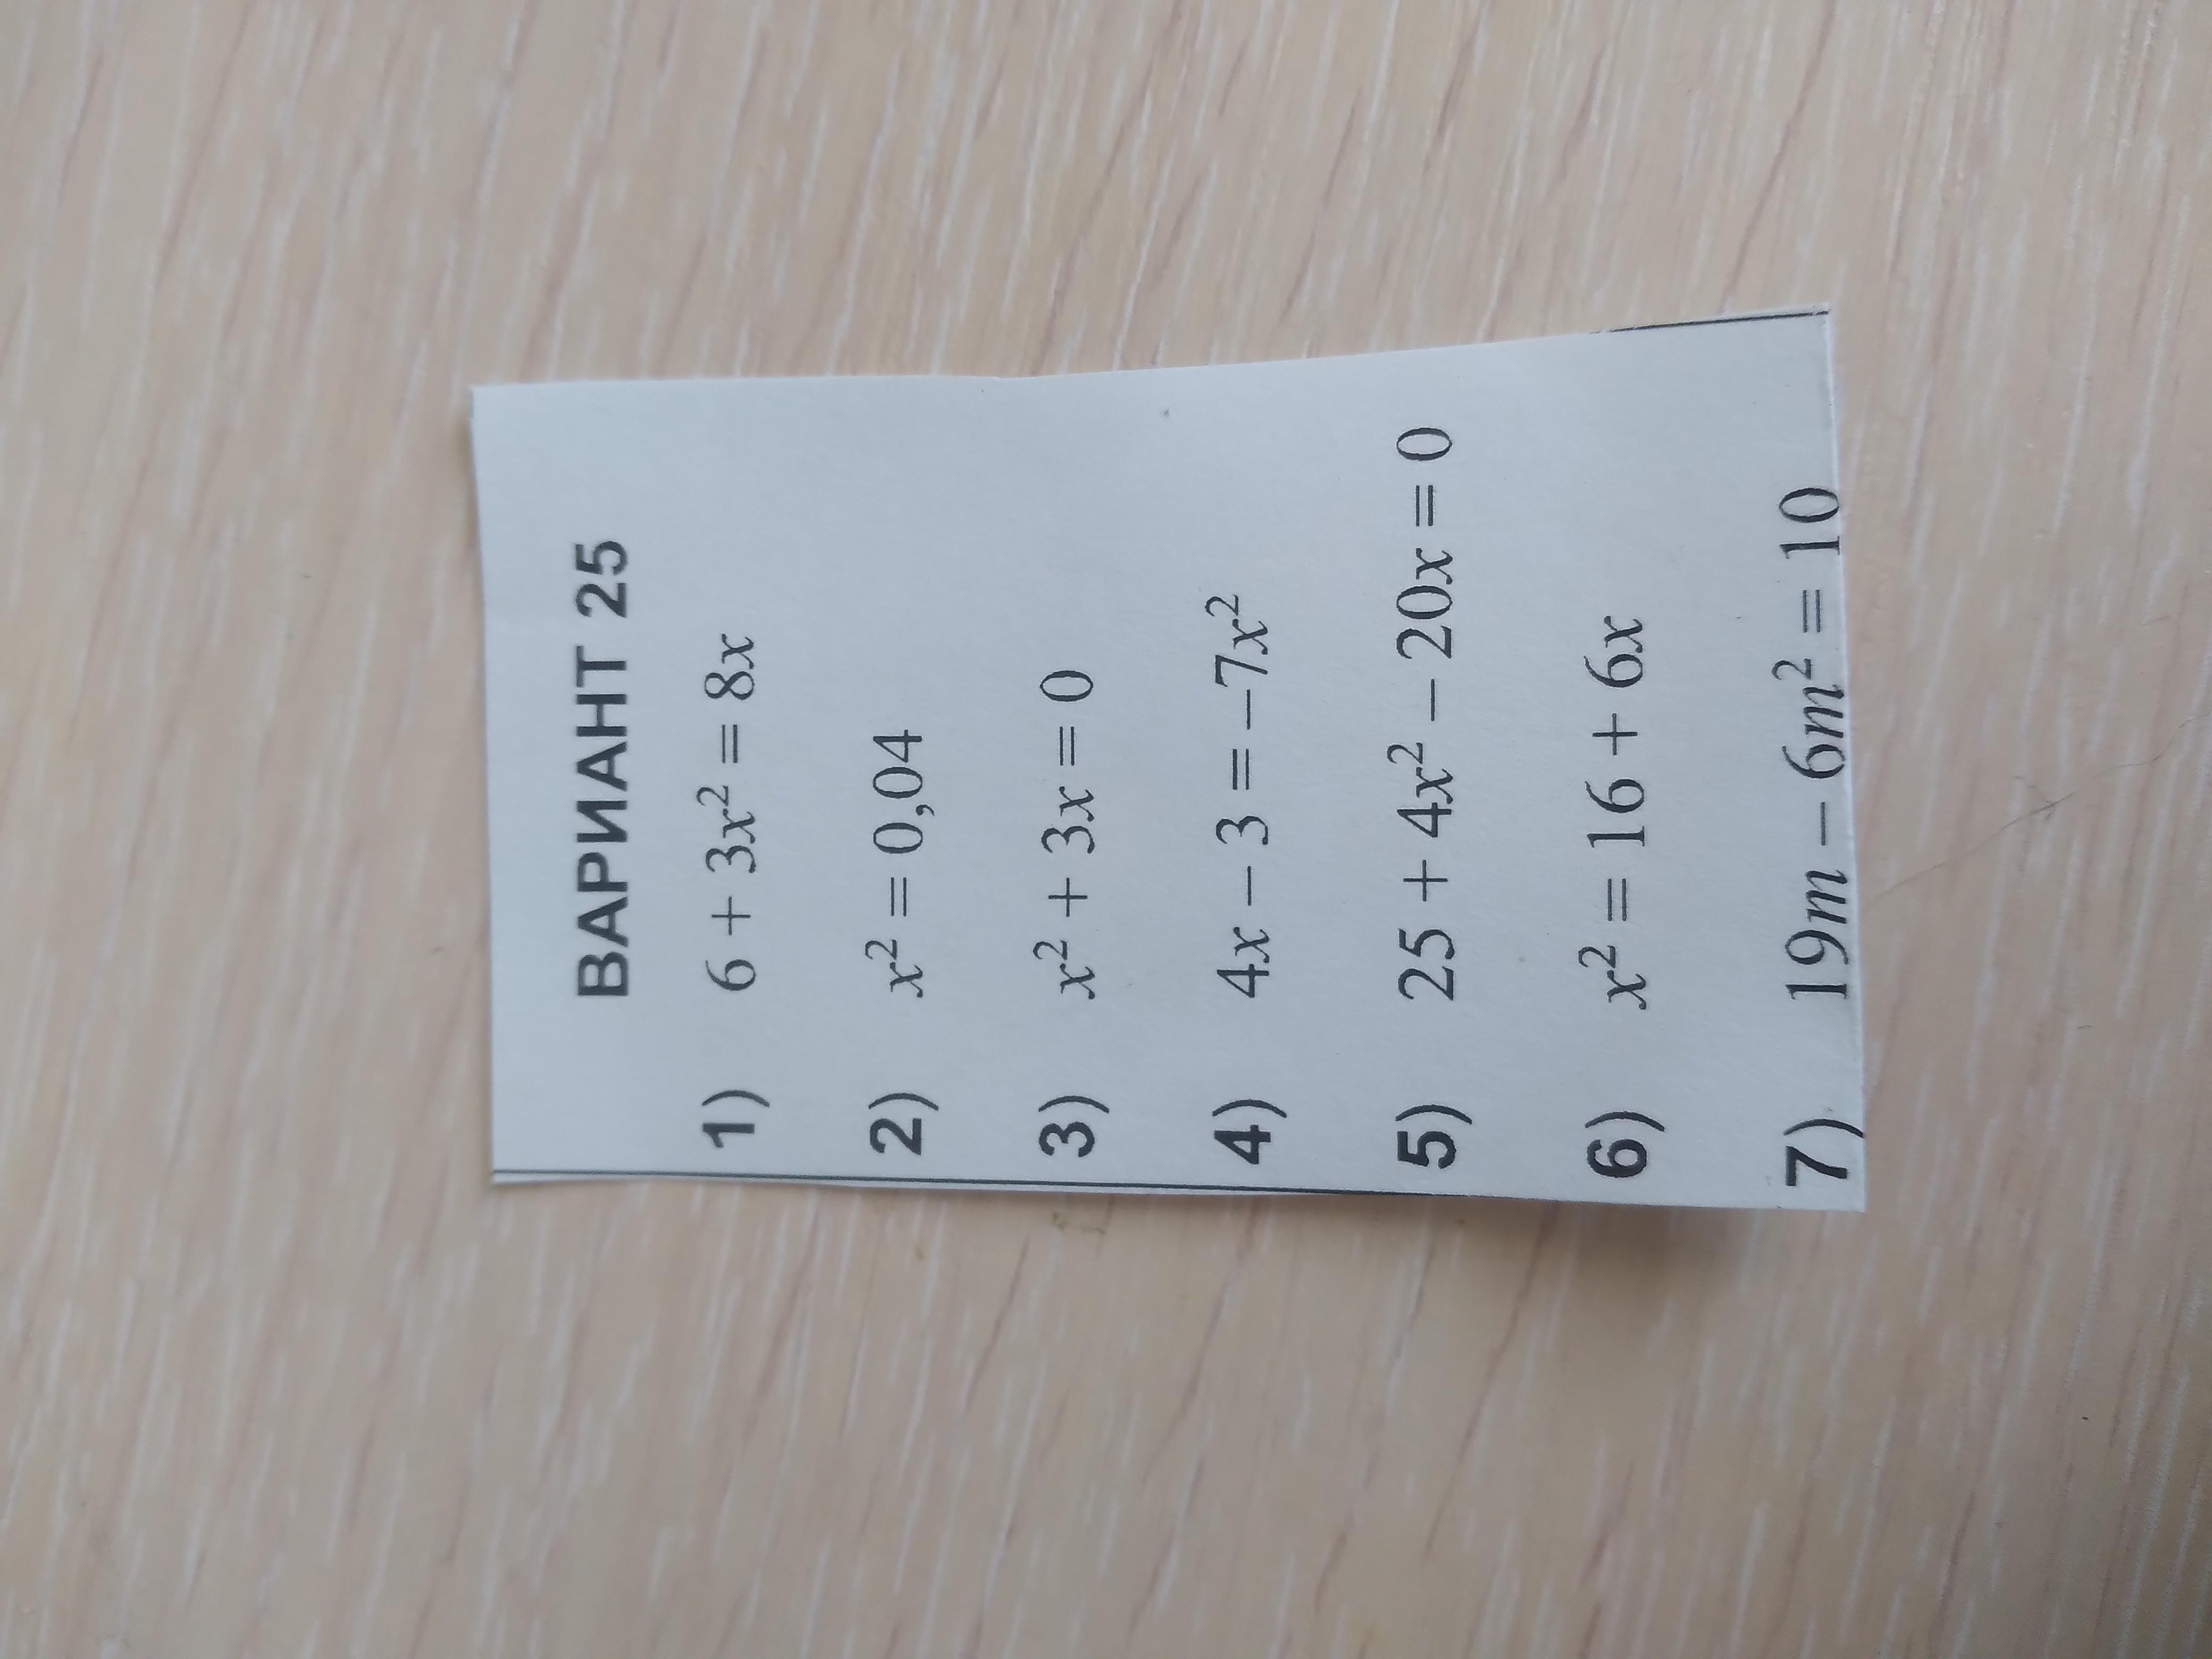 ВАРИАНТ 25
1) 6 + 3x² = 8x
2) x² = 0,04
3) x² + 3x = 0
4) 4x − 3 = −7x²
5) 25 + 4x² − 20x = 0
6) x² = 16 + 6x
7) 19m − 6m² = 10